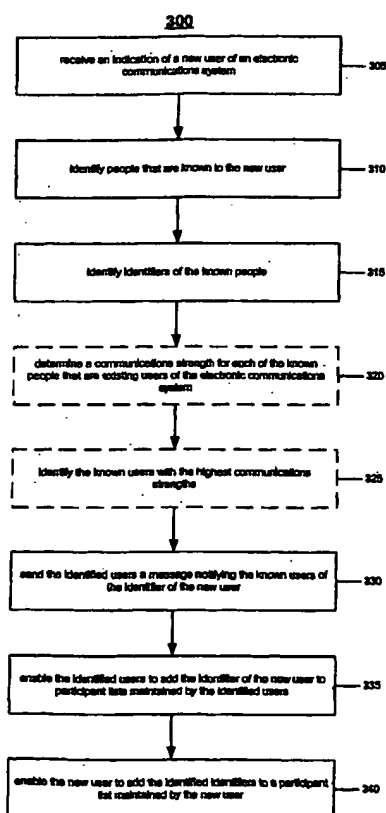 300
receive an indication of a new user of an electronic
communications system
305
identify people that are known to the new user
310
identify identifiers of the known people
315
determine a communications strength for each of the known
people that are existing users of the electronic communications
system
320
identify the known users with the highest communications
strengths
325
send the identified users a message notifying the known users of
the identifier of the new user
330
enable the identified users to add the identifier of the new user to
participant lists maintained by the identified users
335
enable the new user to add the identified identifiers to a participant
list maintained by the new user
340